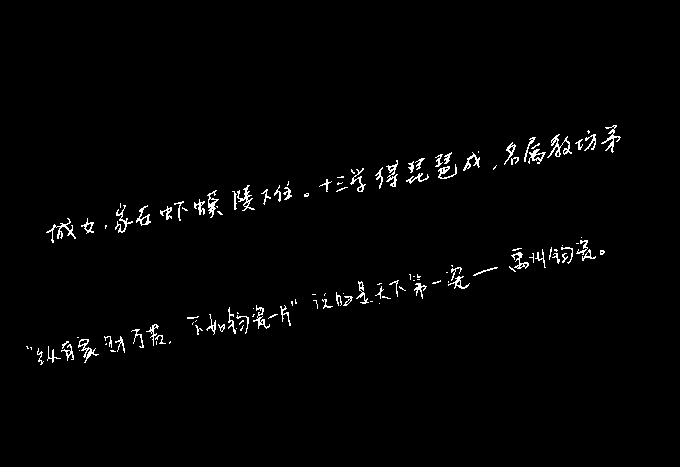 城女，家在虾蟆陵下住。十三学得琵琶成，名属教坊第
“纵有家财万贯，不如钧瓷一片”说的是天下第一瓷——禹州钧瓷。